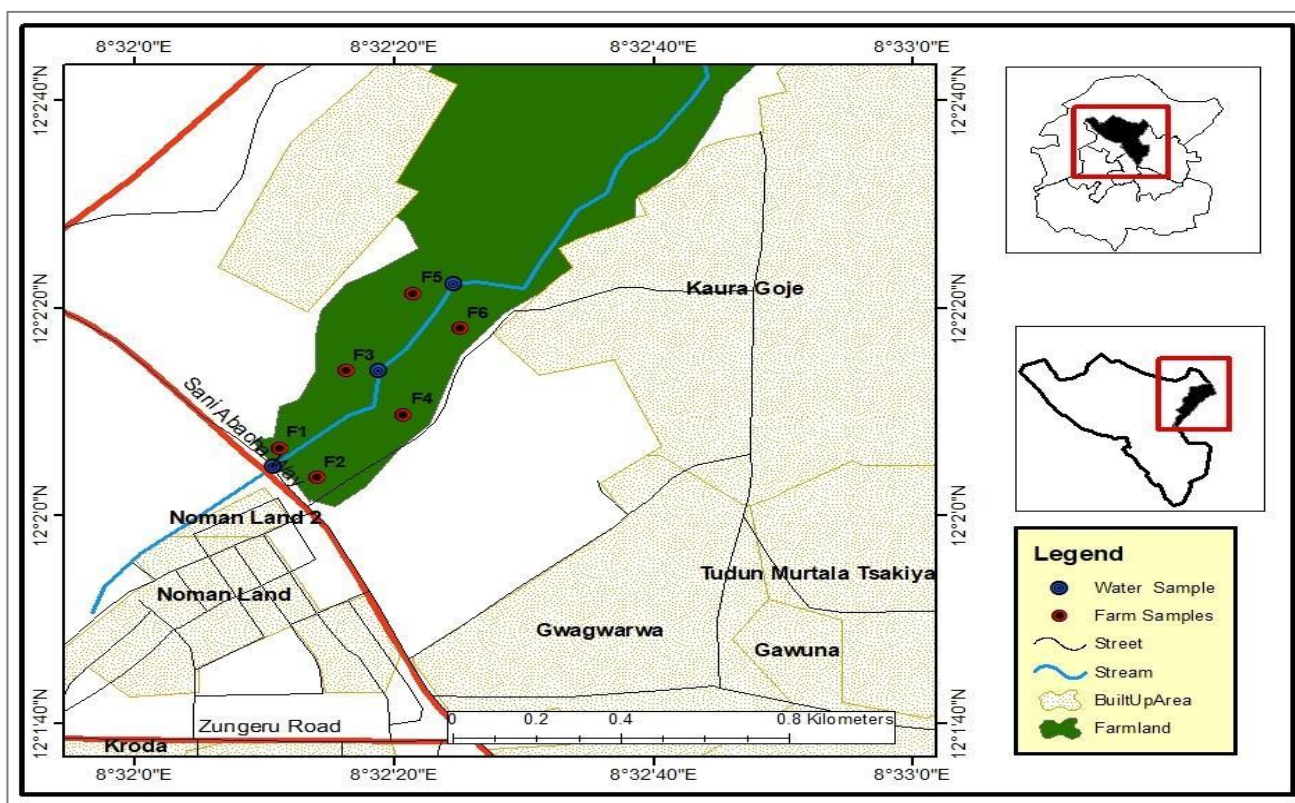 8°32'0"E 8°32'20"E 8°32'40"E 8°33'0"E
12°2'40"N 12°2'40"N
F5
Kaura Goje
12°2'20"N 12°2'20"N
F6
F3
Sani Abacha Way
F4
F1
F2
12°2'0"N 12°2'0"N
Noman Land 2
Tudun Murtala Tsakiya
Noman Land
Gwagwarwa
Gawuna
Zungeru Road
0 0.2 0.4 0.8 Kilometers
12°1'40"N 12°1'40"N
Kroda
8°32'0"E 8°32'20"E 8°32'40"E 8°33'0"E
Legend
Water Sample
Farm Samples
Street
Stream
BuiltUpArea
Farmland